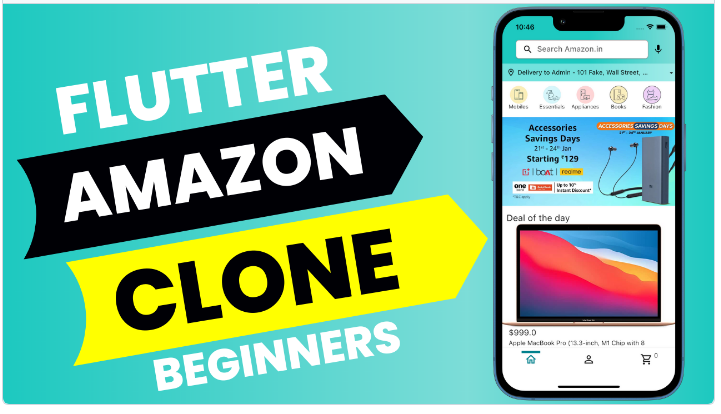 FLUTTER
AMAZON
CLONE
BEGINNERS
10:46
Search Amazon.in
Delivery to Admin - 101 Fake, Wall Street, ...
Mobiles Essentials Appliances Books Fashion
Accessories
Savings Days
21st - 24th Jan
Starting ₹129
boAt | realme
one
Up to 10%
Instant Discount*
ACCESSORIES SAVINGS DAYS
Deal of the day
$999.0
Apple MacBook Pro (13.3-inch, M1 Chip with 8
0